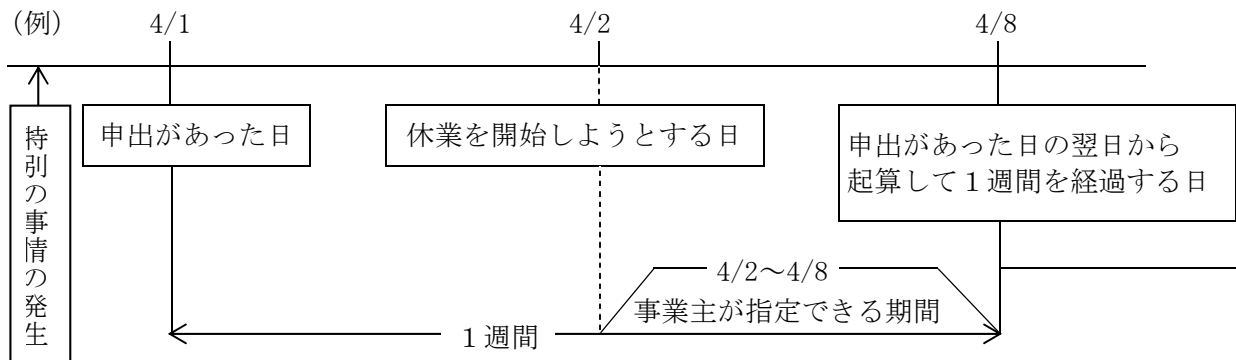 (例)
4/1
4/2
4/8
持引の事情の発生
申出があった日
休業を開始しようとする日
申出があった日の翌日から
起算して1週間を経過する日
4/2~4/8
事業主が指定できる期間
1週間